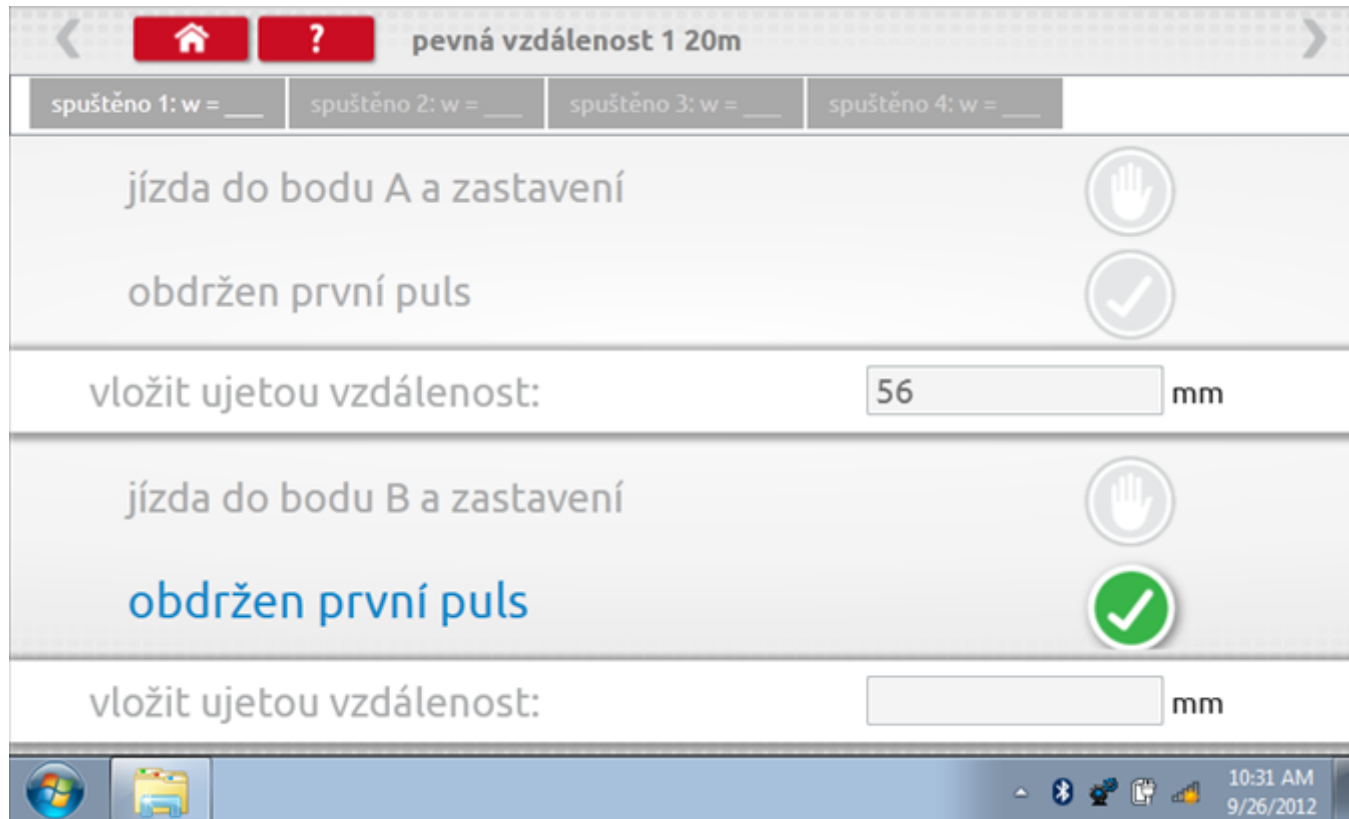 ? pevná vzdálenost 1 20m
spuštěno 1: w = ___ spuštěno 2: w = ___ spuštěno 3: w = ___ spuštěno 4: w = ___
jízda do bodu A a zastavení
obdržen první puls
vložit ujetou vzdálenost: 56 mm
jízda do bodu B a zastavení
obdržen první puls
vložit ujetou vzdálenost: mm
10:31 AM
9/26/2012